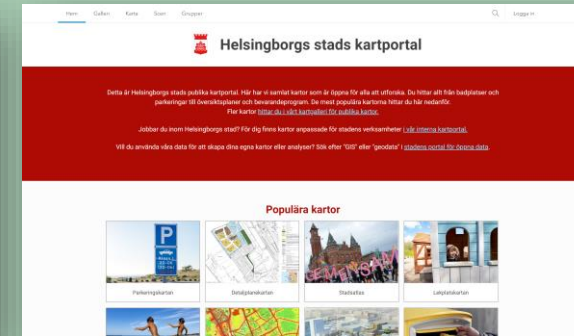 Hem Galleri Karta Scen Grupper Logga in
Helsingborgs stads kartportal
Detta är Helsingborgs stads publika kartportal. Här har vi samlat kartor som är öppna för alla att utforska. Du hittar allt från badplatser och
parkeringar till översiktsplaner och bevarandeprogram. De mest populära kartorna hittar du här nedanför.
Fler kartor hittar du i vårt kartgalleri för publika kartor.
Jobbar du inom Helsingborgs stad? För dig finns kartor anpassade för stadens verksamheter i vår interna kartportal.
Vill du använda våra data för att skapa dina egna kartor eller analyser? Sök efter "GIS" eller "geodata" i stadens portal för öppna data.
Populära kartor
P
GEMENSAM
Parkeringskartan Detaljplanekartan Stadsatlas Lekplatskartan